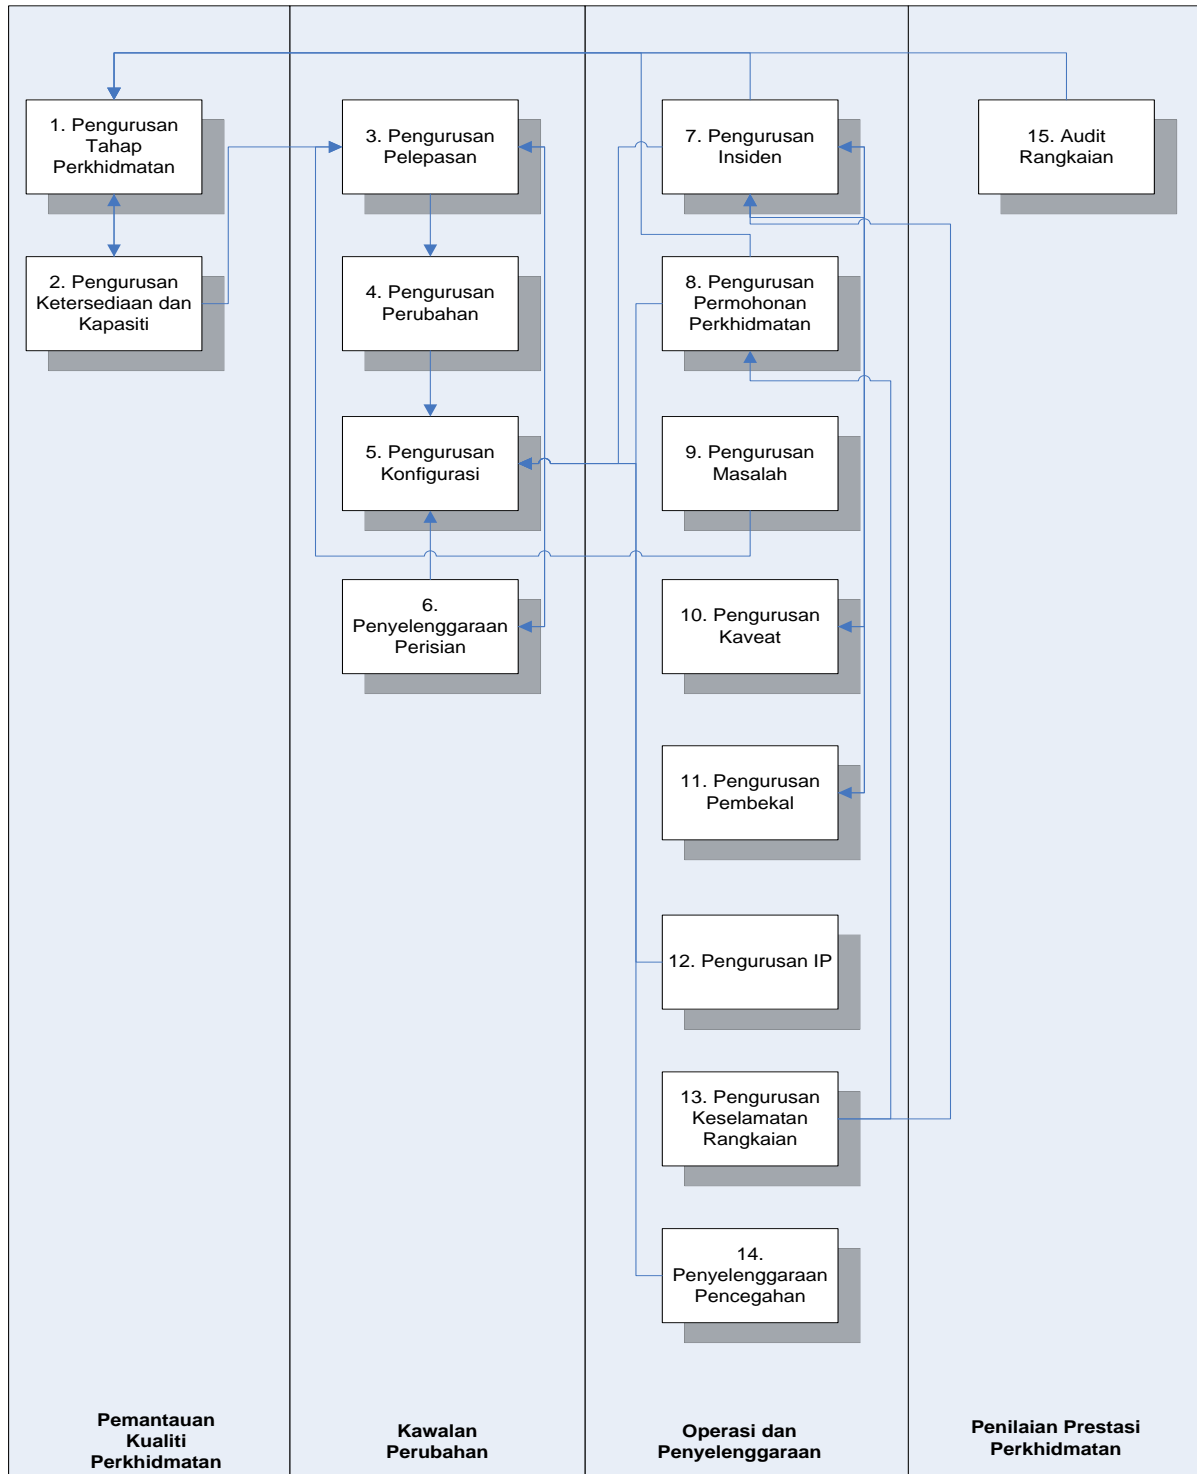 1. Pengurusan
Tahap
Perkhidmatan
2. Pengurusan
Ketersediaan dan
Kapasiti
3. Pengurusan
Pelepasan
4. Pengurusan
Perubahan
5. Pengurusan
Konfigurasi
6.
Penyelenggaraan
Perisian
7. Pengurusan
Insiden
8. Pengurusan
Permohonan
Perkhidmatan
9. Pengurusan
Masalah
10. Pengurusan
Kaveat
11. Pengurusan
Pembekal
12. Pengurusan IP
13. Pengurusan
Keselamatan
Rangkaian
14.
Penyelenggaraan
Pencegahan
15. Audit
Rangkaian
Pemantauan
Kualiti
Perkhidmatan
Kawalan
Perubahan
Operasi dan
Penyelenggaraan
Penilaian Prestasi
Perkhidmatan